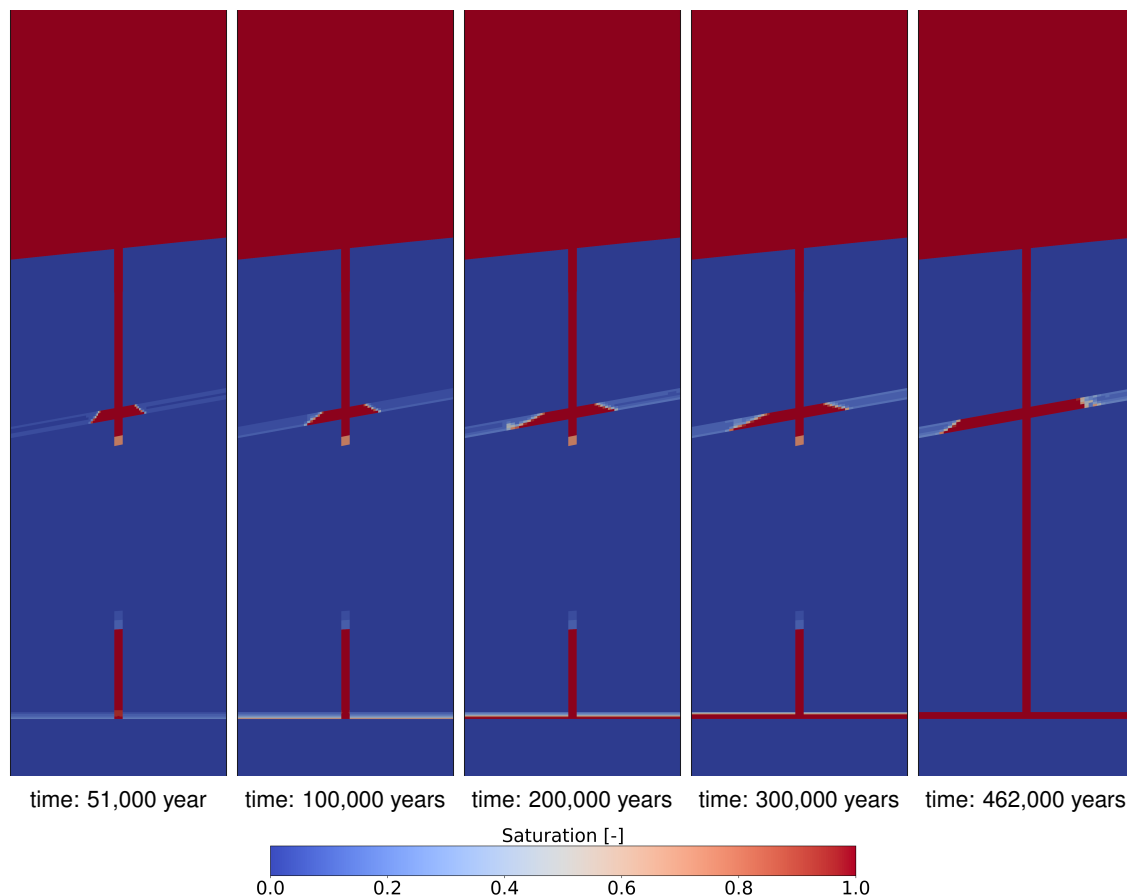 time: 51,000 year
time: 100,000 years
time: 200,000 years
time: 300,000 years
time: 462,000 years
Saturation [-]
0.0 0.2 0.4 0.6 0.8 1.0